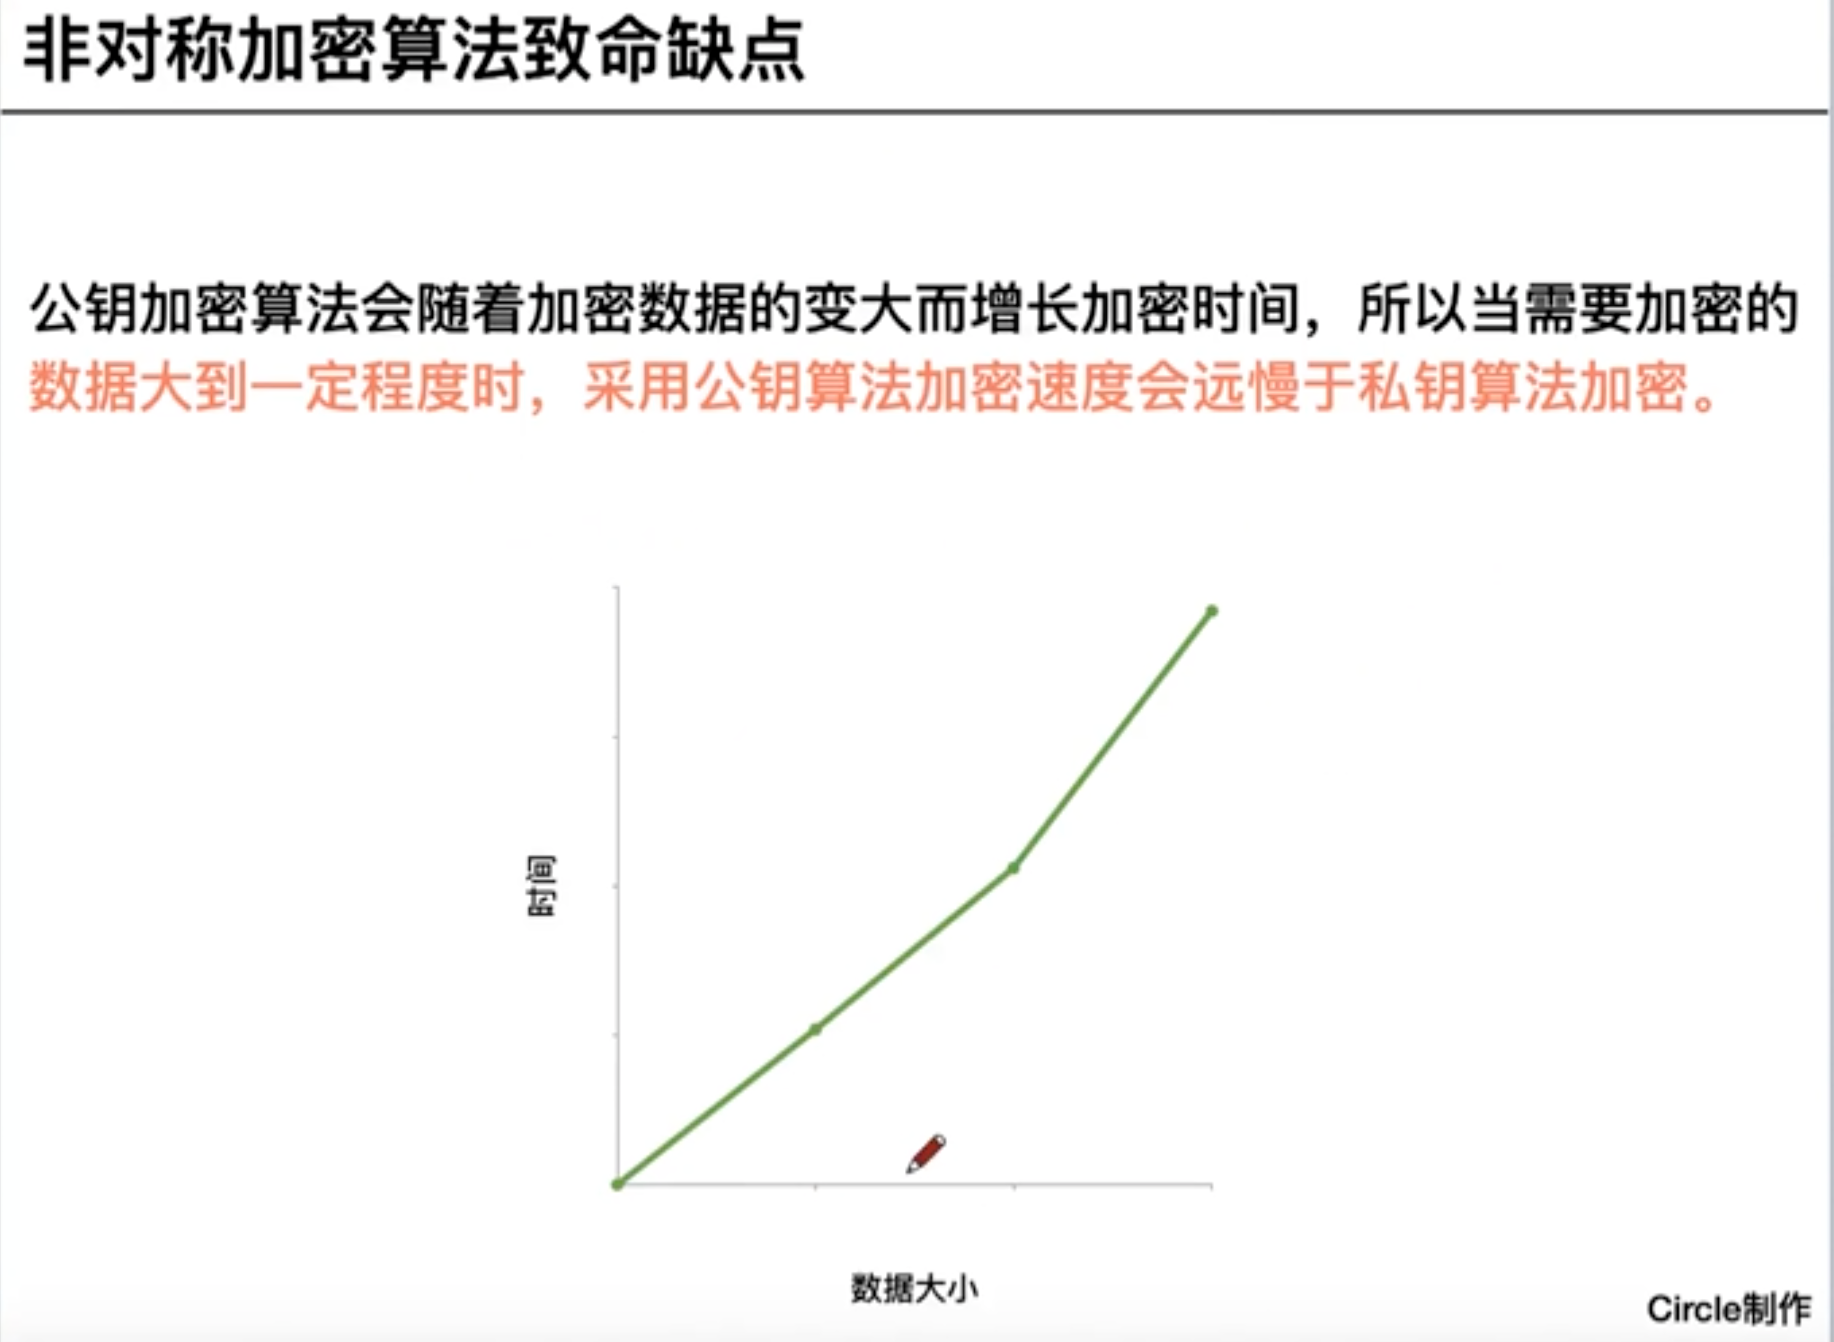 非对称加密算法致命缺点
公钥加密算法会随着加密数据的变大而增长加密时间，所以当需要加密的
数据大到一定程度时，采用公钥算法加密速度会远慢于私钥算法加密。
时间
数据大小
Circle制作